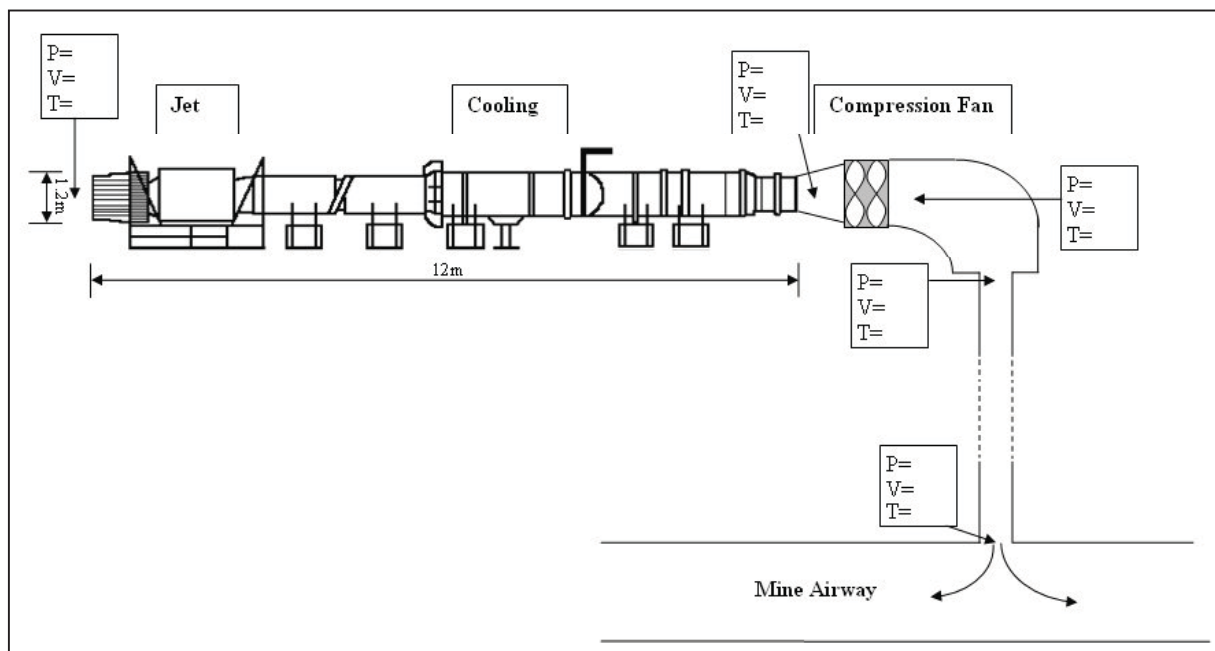 P=
V=
T=
Jet
Cooling
P=
V=
T=
Compression Fan
1.2m
P=
V=
T=
12m
P=
V=
T=
P=
V=
T=
Mine Airway